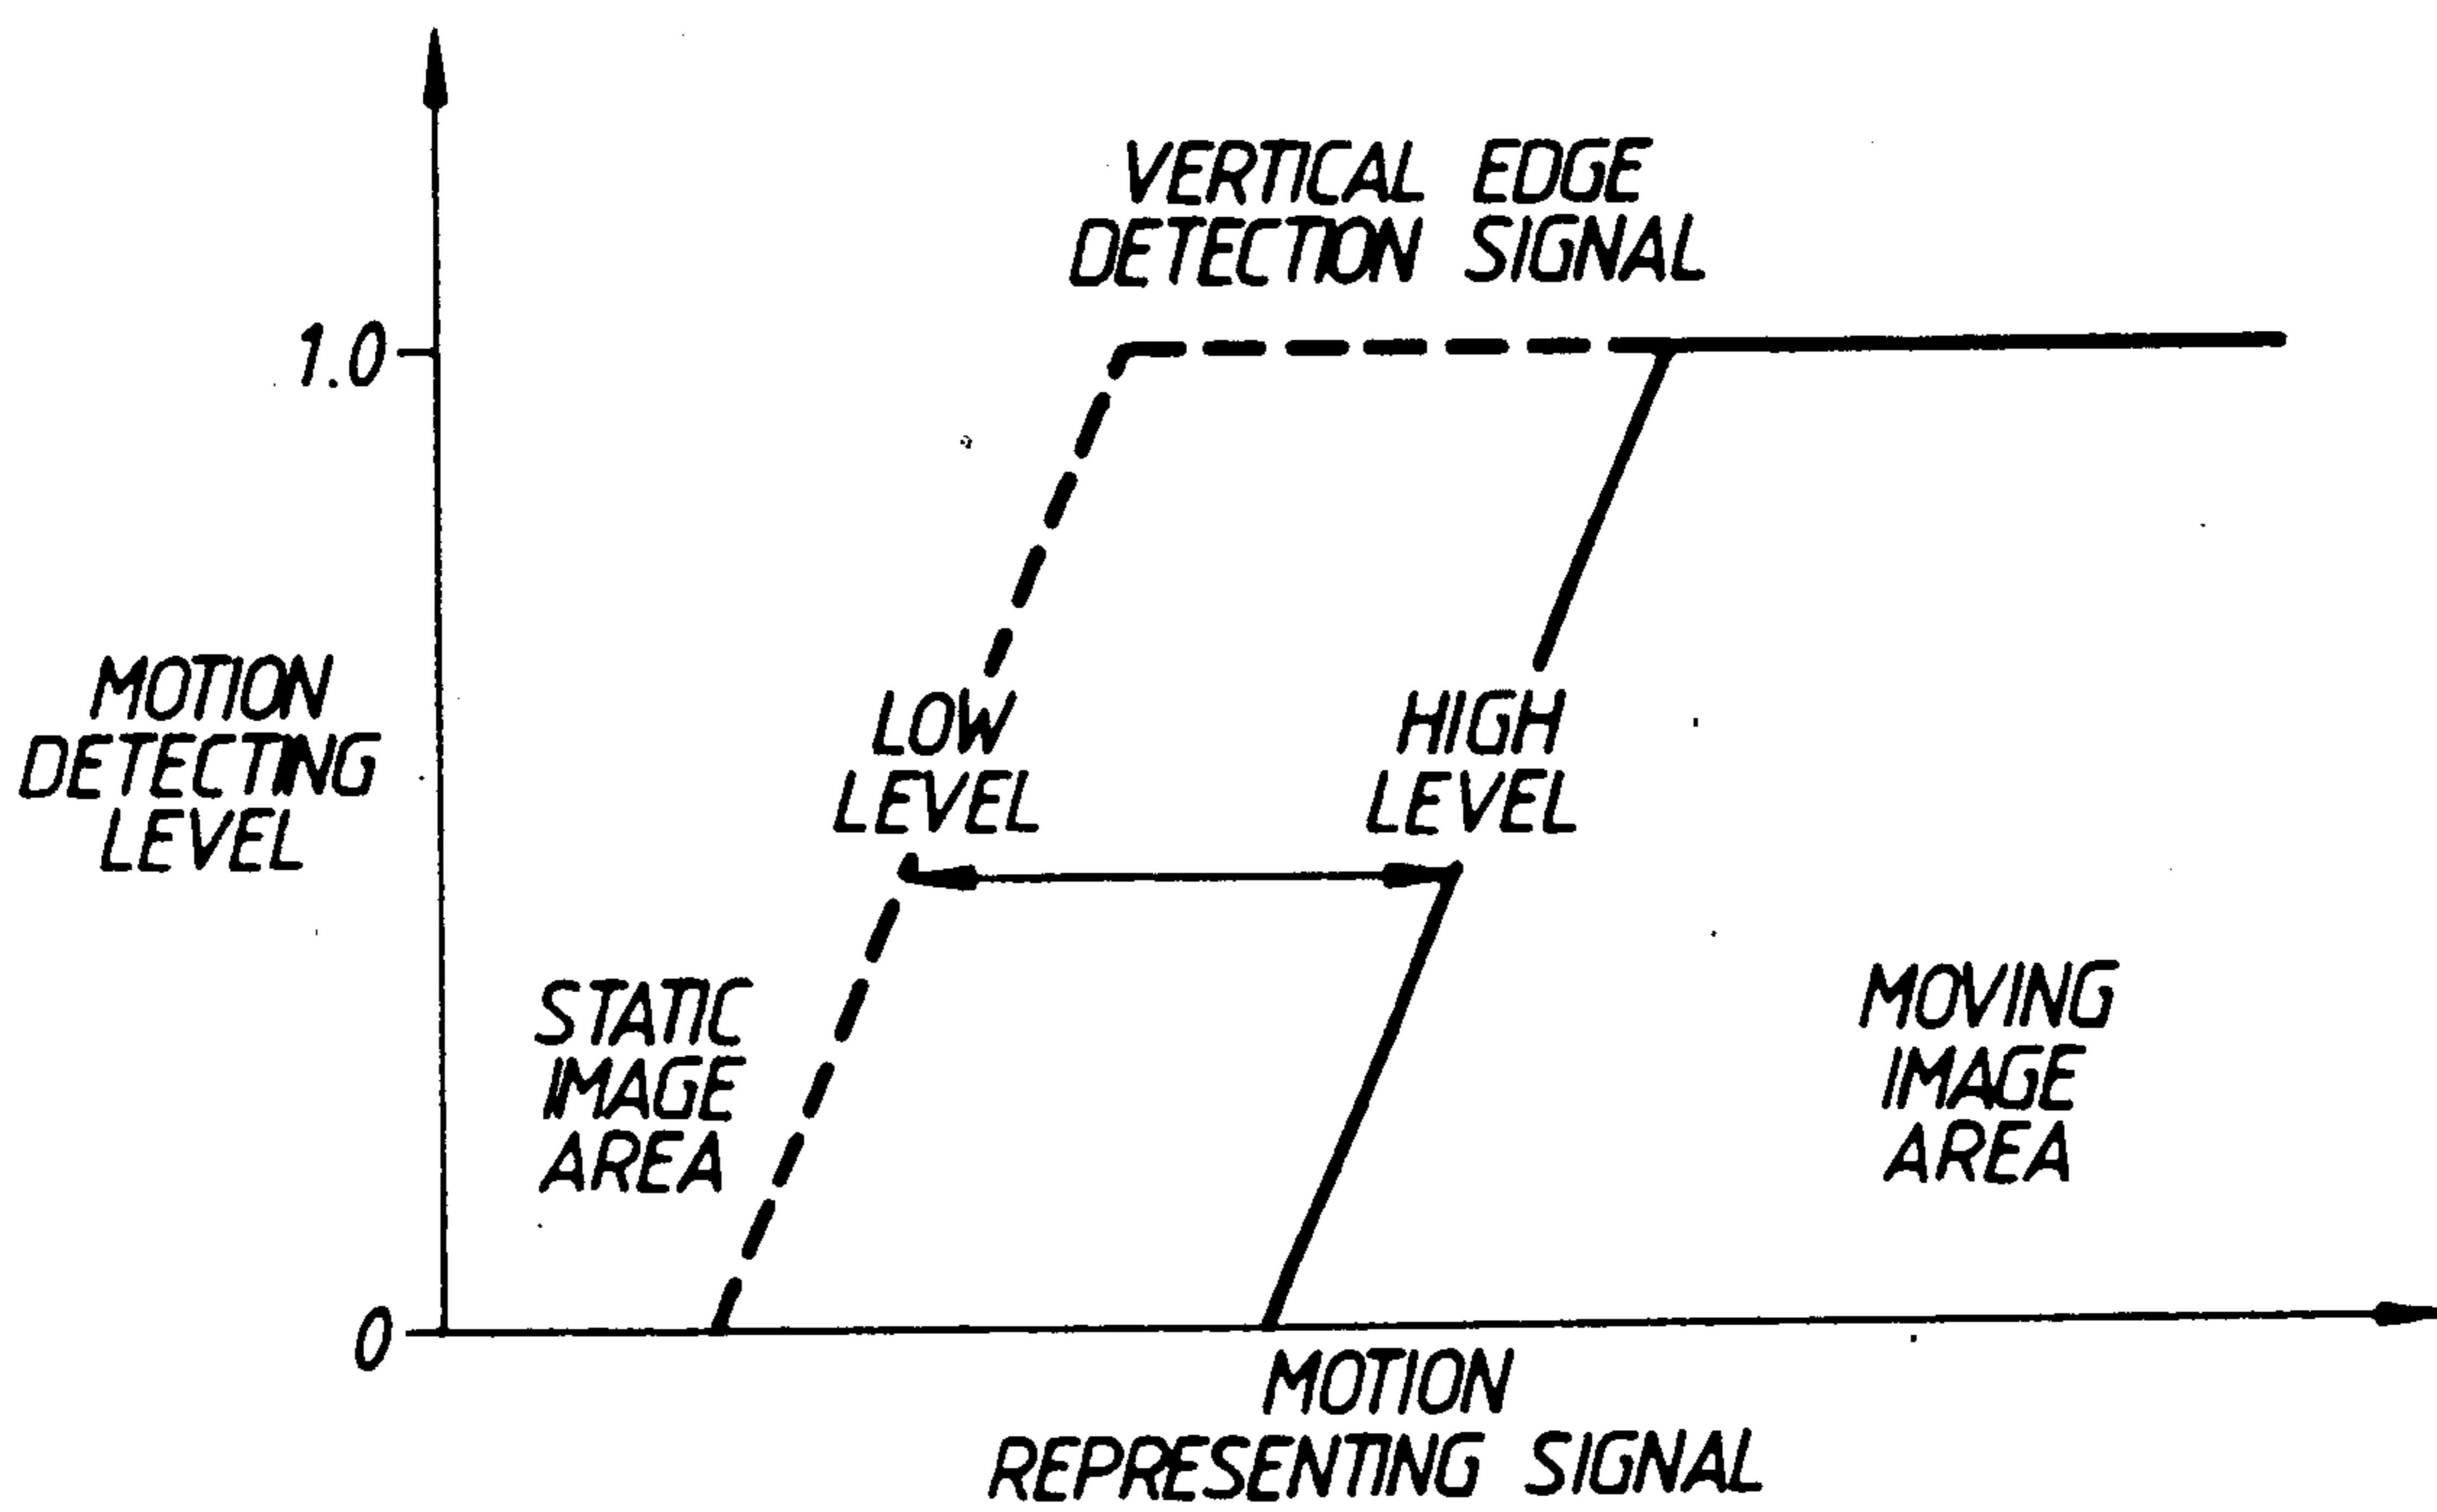 VERTICAL EDGE
DETECTION SIGNAL
1.0
MOTION
DETECTING
LEVEL
LOW
LEVEL
HIGH
LEVEL
STATIC
IMAGE
AREA
MOVING
IMAGE
AREA
0
MOTION
REPRESENTING SIGNAL